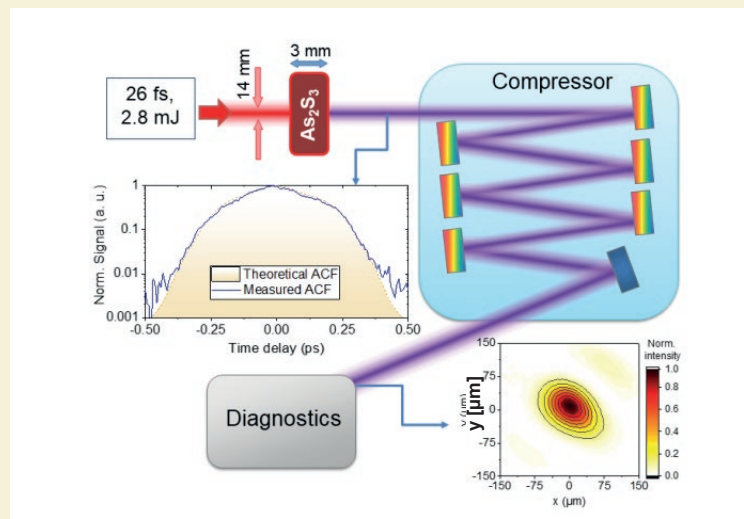 26 fs,
2.8 mJ
14 mm
3 mm
As₂S₃
Compressor
Norm. Signal (a. u.)
1
0.1
0.01
0.001
Theoretical ACF
Measured ACF
-0.50 -0.25 0.00 0.25 0.50
Time delay (ps)
Diagnostics
y [µm]
150
75
0
-75
-150
-150 -75 0 75 150
x (µm)
Norm.
intensity
1.0
0.8
0.6
0.4
0.2
0.0